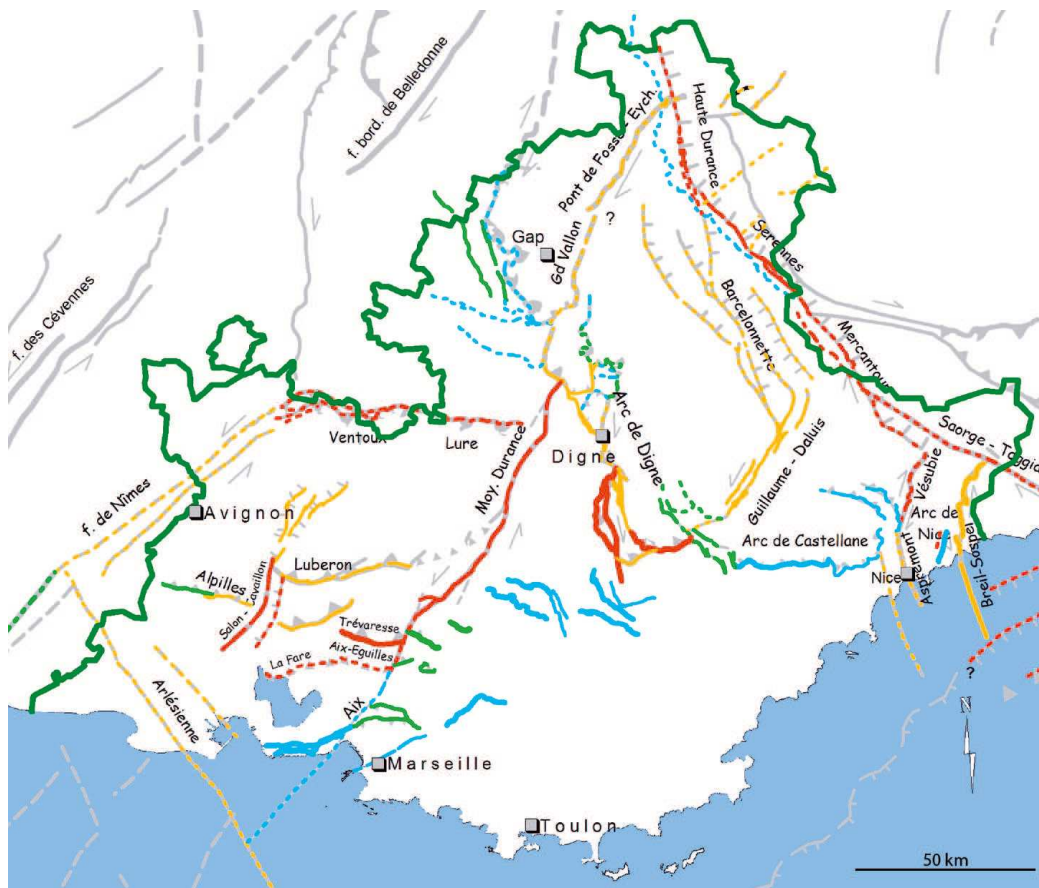 f. bord. de Belledonne
Pont de Fosse - Eych.
Haute Durance
?
Gap
Gd Vallon
Serennes
f. des Cévennes
Barcelonnette
Mercantour
Ventoux
Lure
Moy. Durance
Arc de Digne
Digne
Saorge - Taggia
Guillaume - Daluis
Vésubie
f. de Nîmes
Avignon
Arc de
Nice
Arc de Castellane
Aspremont
Breil-Sospel
Luberon
Nice
Alpilles
Salon - Cavaillon
Trévaresse
Aix-Eguilles
La Fare
?
N
Arlésienne
Aix
Marseille
Toulon
50 km